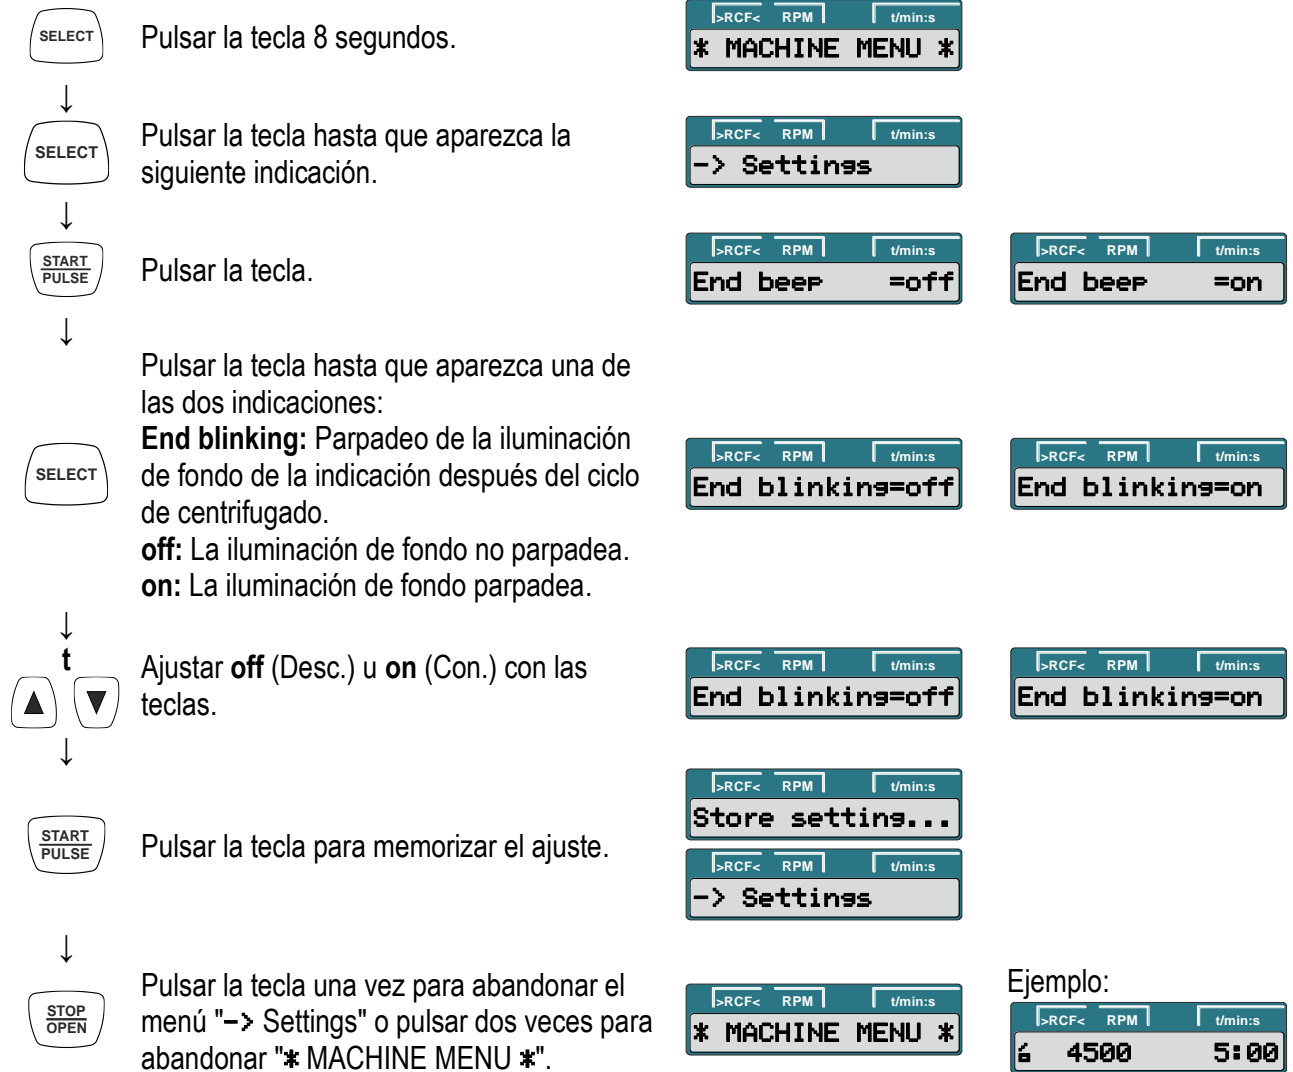 SELECT
Pulsar la tecla 8 segundos.
>RCF< RPM t/min:s
* MACHINE MENU *
↓
SELECT
Pulsar la tecla hasta que aparezca la
siguiente indicación.
>RCF< RPM t/min:s
-> Settings
↓
START
PULSE
Pulsar la tecla.
>RCF< RPM t/min:s
End beep =off
>RCF< RPM t/min:s
End beep =on
↓
SELECT
Pulsar la tecla hasta que aparezca una de
las dos indicaciones:
End blinking: Parpadeo de la iluminación
de fondo de la indicación después del ciclo
de centrifugado.
off: La iluminación de fondo no parpadea.
on: La iluminación de fondo parpadea.
>RCF< RPM t/min:s
End blinking=off
>RCF< RPM t/min:s
End blinking=on
↓
t
▲ ▼
Ajustar off (Desc.) u on (Con.) con las
teclas.
>RCF< RPM t/min:s
End blinking=off
>RCF< RPM t/min:s
End blinking=on
↓
START
PULSE
Pulsar la tecla para memorizar el ajuste.
>RCF< RPM t/min:s
Store setting...
>RCF< RPM t/min:s
-> Settings
↓
STOP
OPEN
Pulsar la tecla una vez para abandonar el
menú "-> Settings" o pulsar dos veces para
abandonar "* MACHINE MENU *".
>RCF< RPM t/min:s
* MACHINE MENU *
Ejemplo:
>RCF< RPM t/min:s
4500 5:00